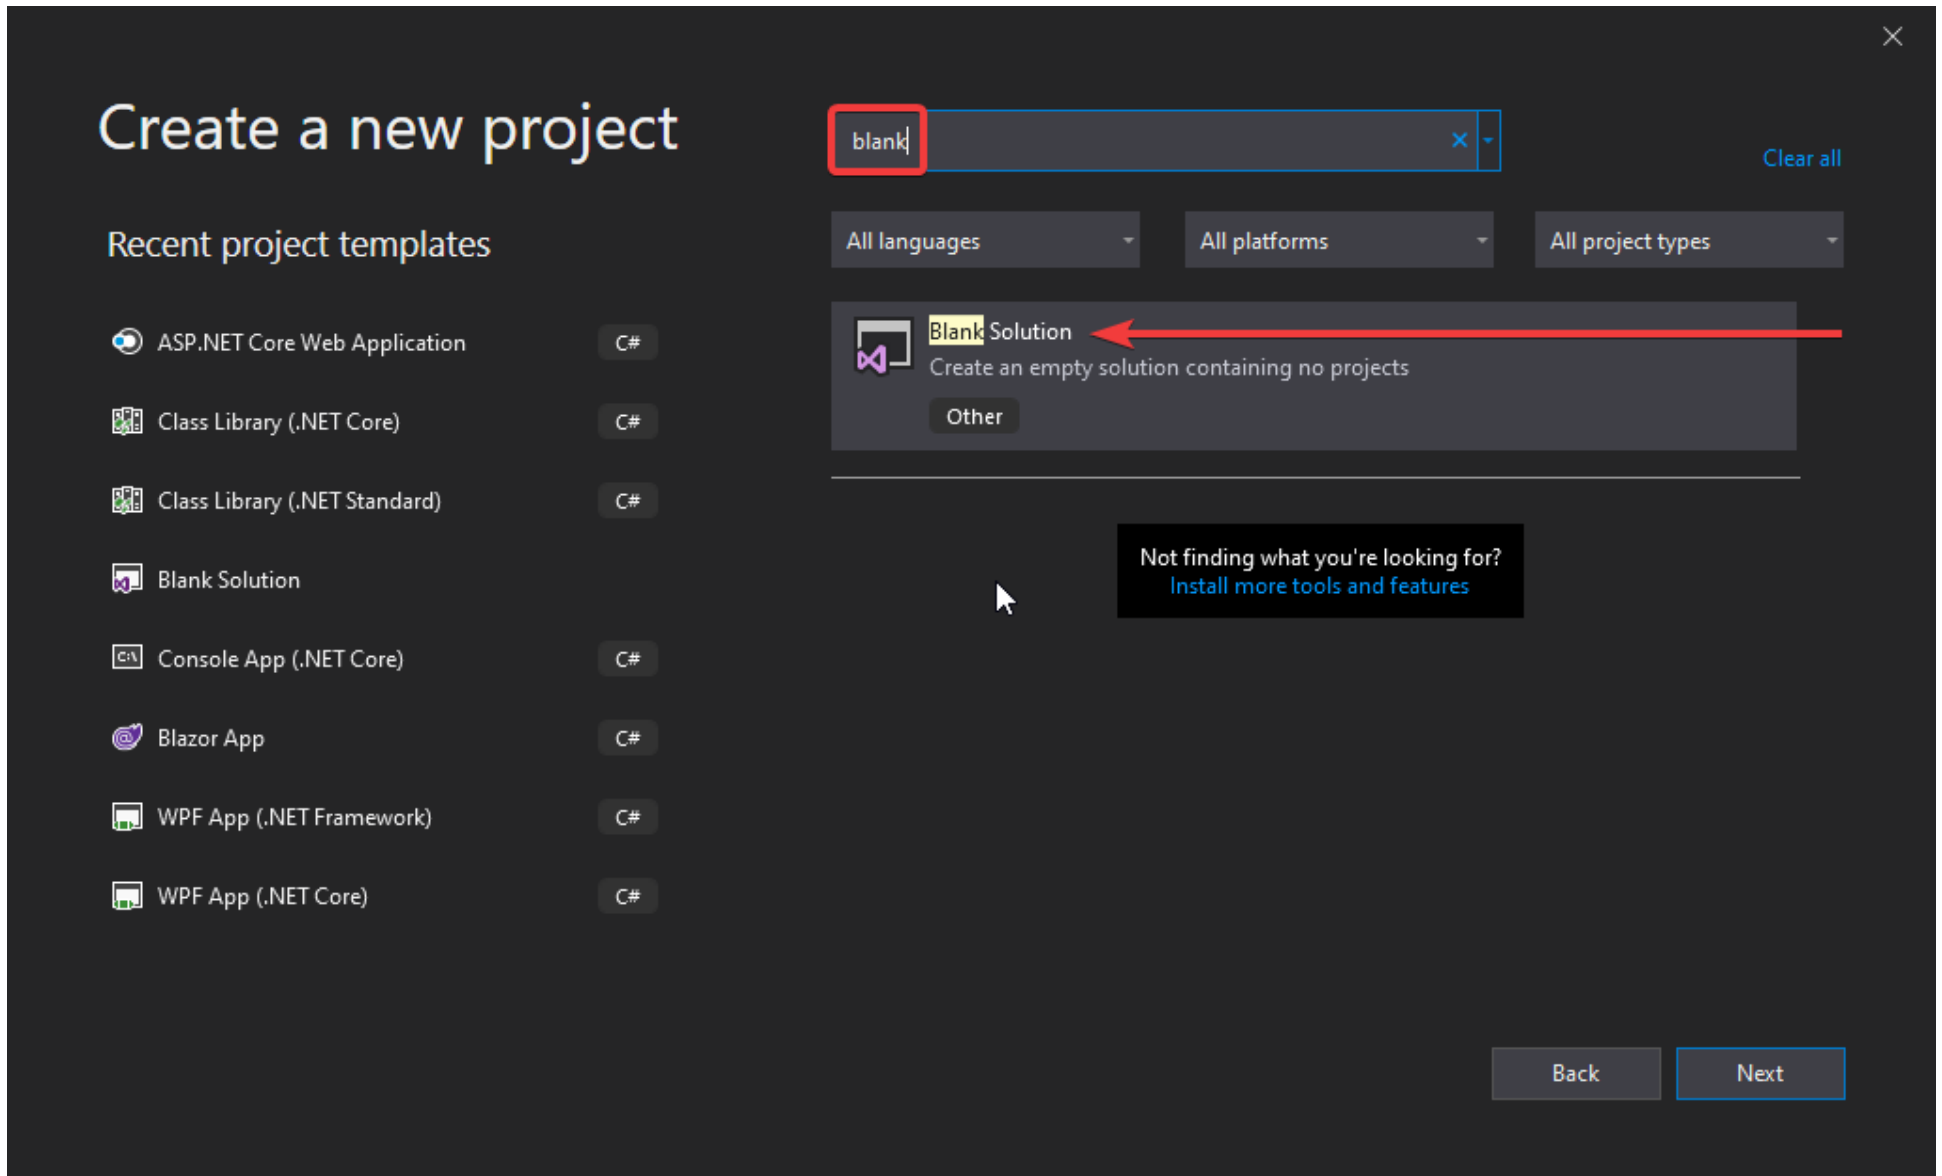 Create a new project
blank
Clear all
Recent project templates
All languages
All platforms
All project types
ASP.NET Core Web Application C#
Class Library (.NET Core) C#
Class Library (.NET Standard) C#
Blank Solution
Console App (.NET Core) C#
Blazor App C#
WPF App (.NET Framework) C#
WPF App (.NET Core) C#
Blank Solution
Create an empty solution containing no projects
Other
Not finding what you're looking for?
Install more tools and features
Back
Next